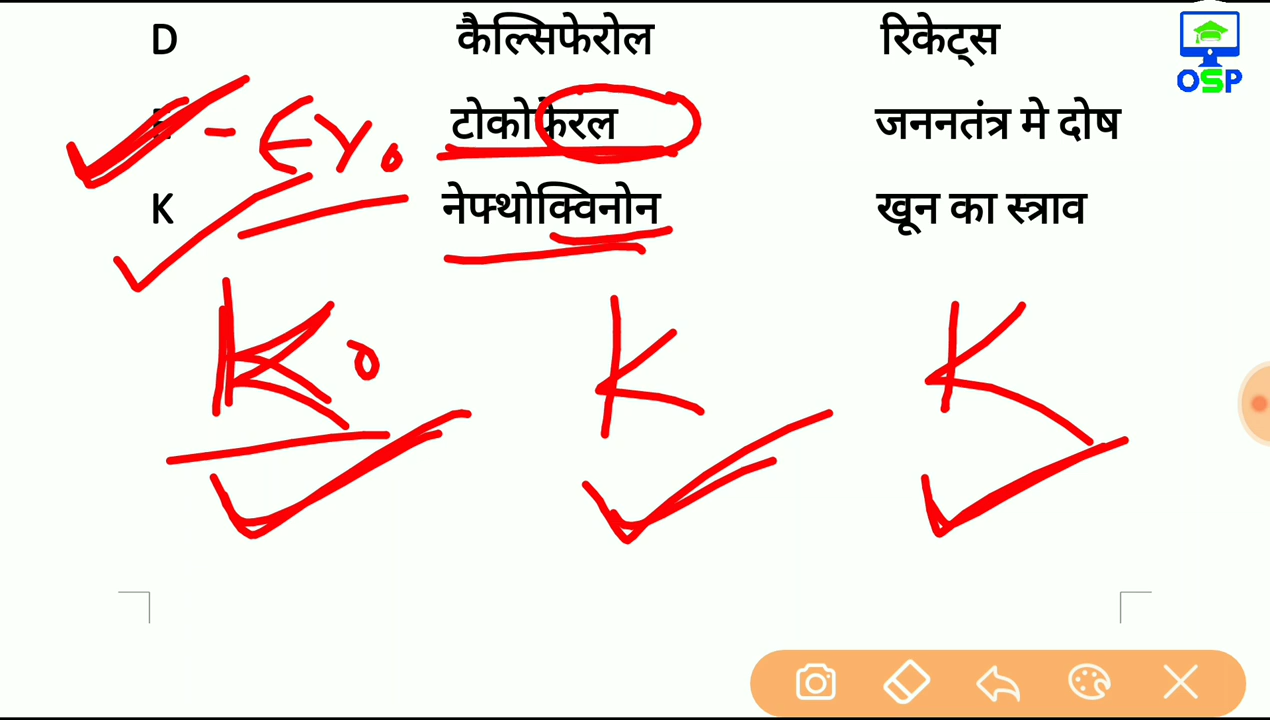 D कैल्सिफेरोल रिकेट्स
E - Ey. टोकोफेरल जननतंत्र मे दोष
K नेफ्थोक्विनोन खून का स्त्राव
K K K
OSP